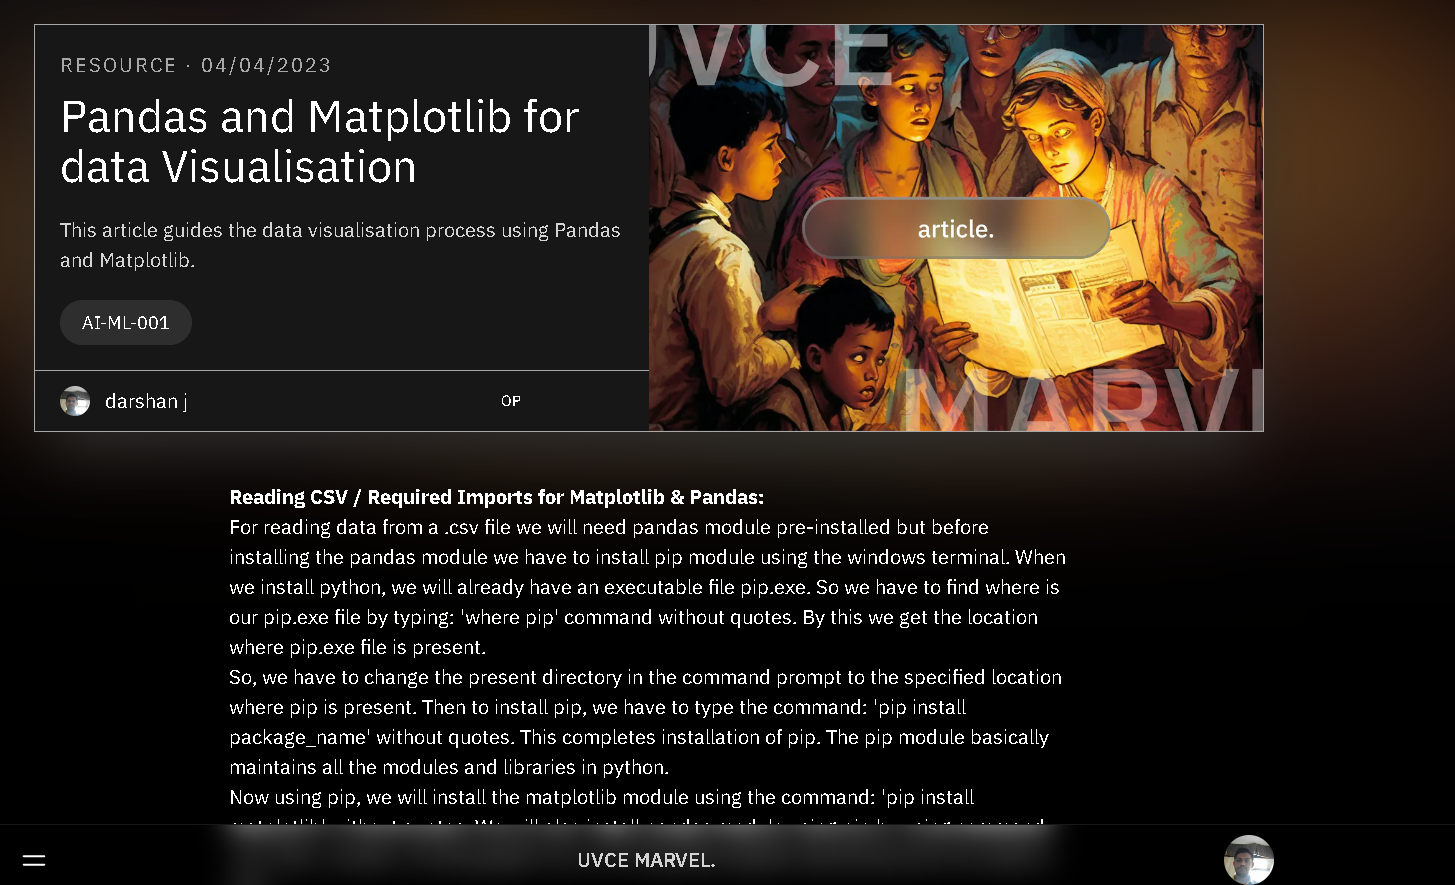 RESOURCE · 04/04/2023
Pandas and Matplotlib for
data Visualisation
This article guides the data visualisation process using Pandas
and Matplotlib.
AI-ML-001
darshan j
OP
UVCE
article.
MARVE
Reading CSV / Required Imports for Matplotlib & Pandas:
For reading data from a .csv file we will need pandas module pre-installed but before
installing the pandas module we have to install pip module using the windows terminal. When
we install python, we will already have an executable file pip.exe. So we have to find where is
our pip.exe file by typing: 'where pip' command without quotes. By this we get the location
where pip.exe file is present.
So, we have to change the present directory in the command prompt to the specified location
where pip is present. Then to install pip, we have to type the command: 'pip install
package_name' without quotes. This completes installation of pip. The pip module basically
maintains all the modules and libraries in python.
Now using pip, we will install the matplotlib module using the command: 'pip install
UVCE MARVEL.